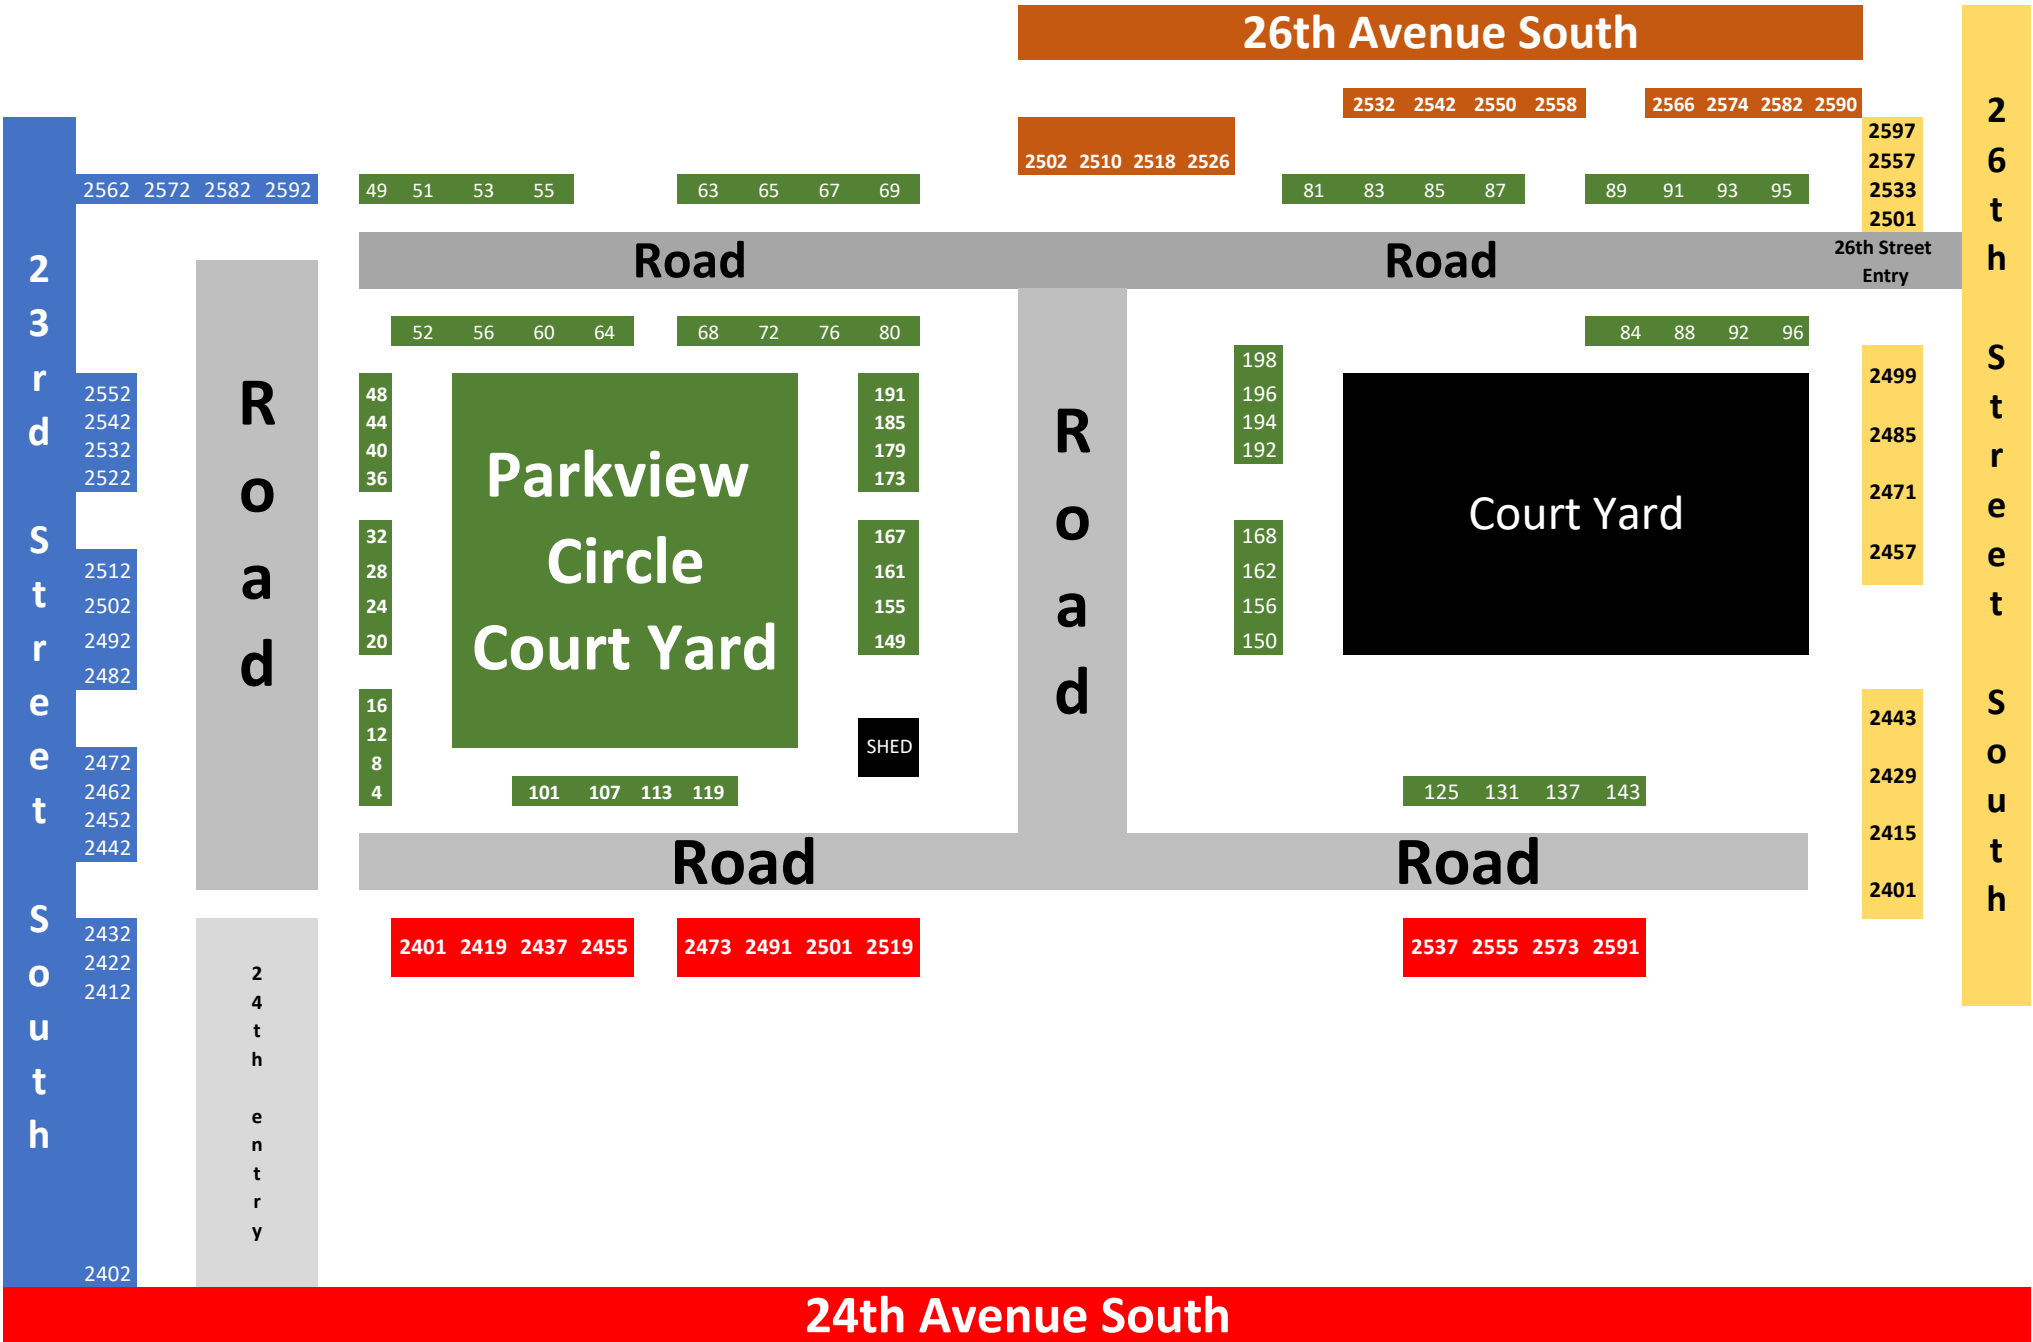 26th Avenue South
2532 2542 2550 2558
2566 2574 2582 2590
2502 2510 2518 2526
2597
2557
2533
2501
2562 2572 2582 2592
49 51 53 55
63 65 67 69
81 83 85 87
89 91 93 95
Road
Road
26th Street
Entry
23rd Street South
26th Street South
52 56 60 64
68 72 76 80
84 88 92 96
2552
2542
2532
2522
2512
2502
2492
2482
2472
2462
2452
2442
2432
2422
2412
2402
Road
48
44
40
36
32
28
24
20
16
12
8
4
Parkview
Circle
Court Yard
191
185
179
173
167
161
155
149
SHED
Road
198
196
194
192
168
162
156
150
Court Yard
2499
2485
2471
2457
2443
2429
2415
2401
101 107 113 119
125 131 137 143
Road
Road
2401 2419 2437 2455
2473 2491 2501 2519
2537 2555 2573 2591
24th entry
24th Avenue South